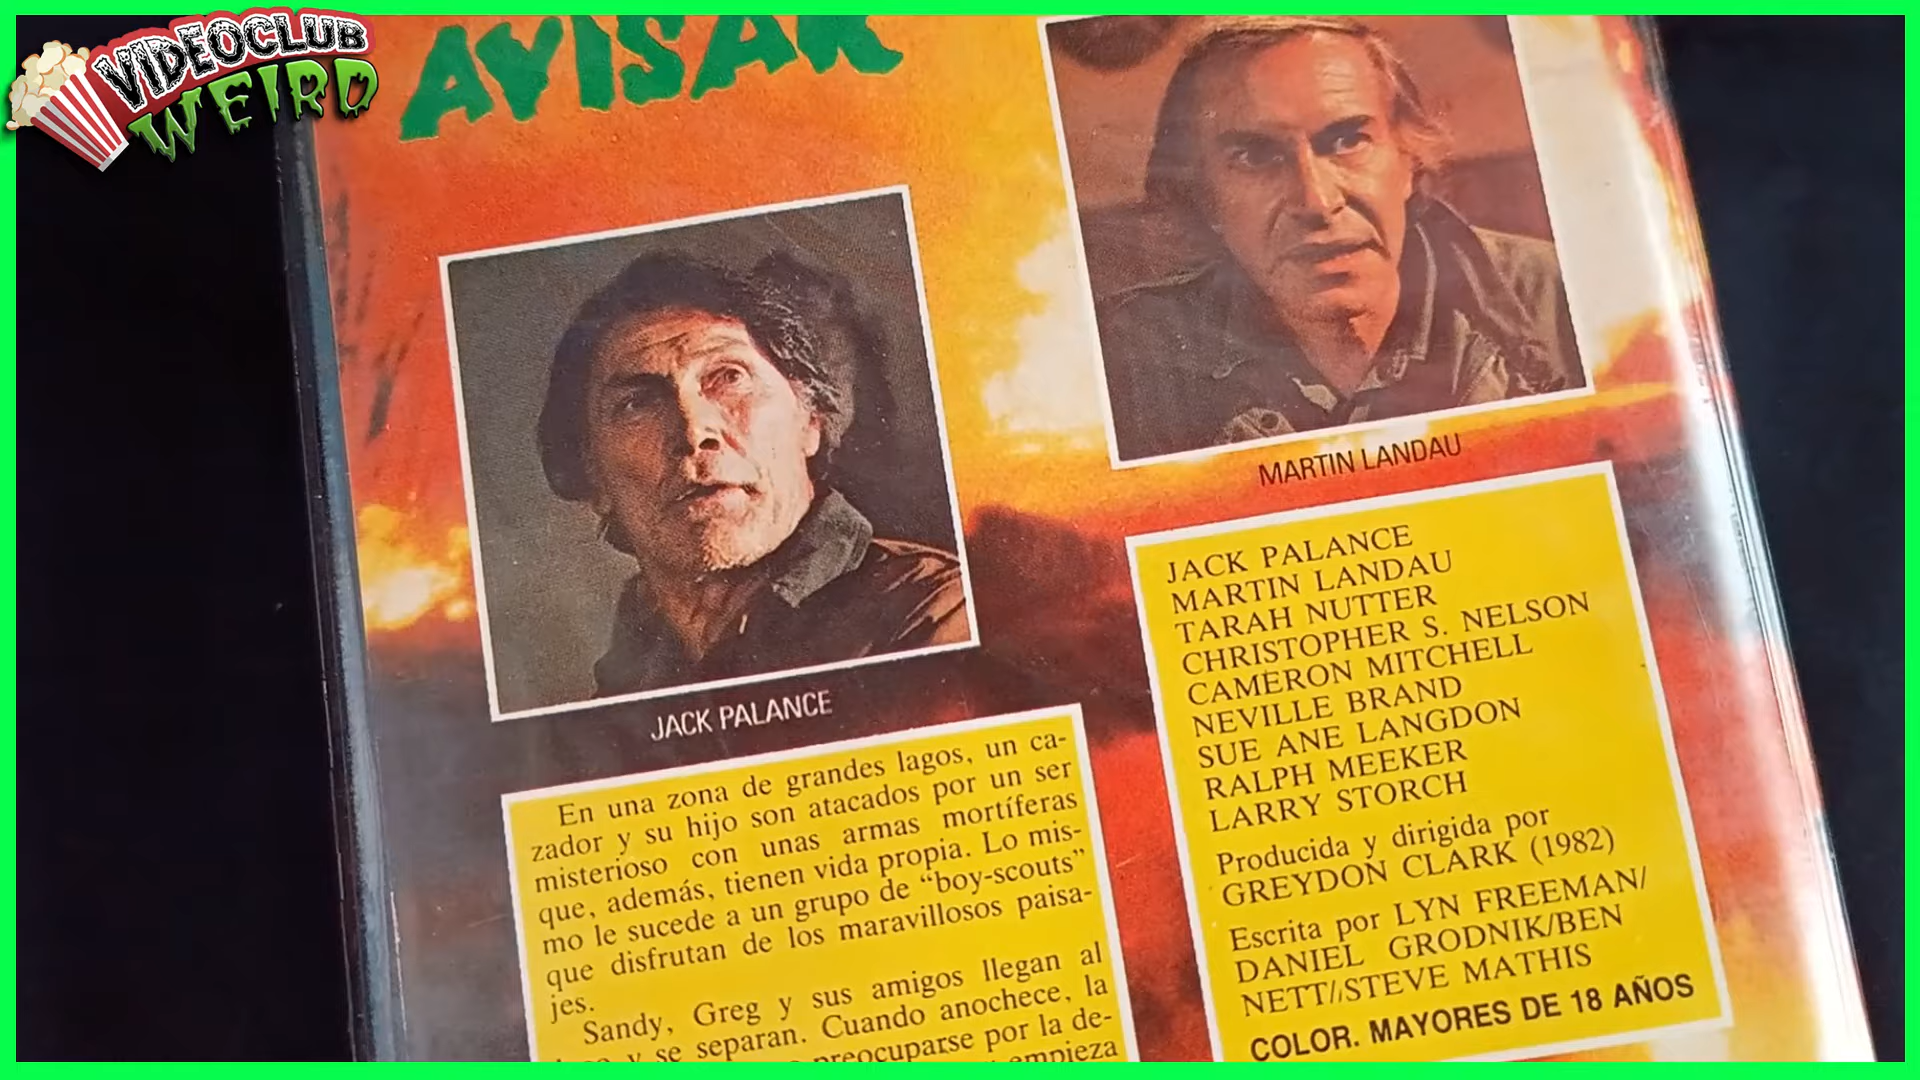 VIDEOCLUB
WEIRD
AVISAR
MARTIN LANDAU
JACK PALANCE
En una zona de grandes lagos, un ca-
zador y su hijo son atacados por un ser
misterioso con unas armas mortíferas
que, además, tienen vida propia. Lo mis-
mo le sucede a un grupo de “boy-scouts”
que disfrutan de los maravillosos paisa-
jes.
Sandy, Greg y sus amigos llegan al
y se separan. Cuando anochece, la
preocuparse por la de-
empieza
JACK PALANCE
MARTIN LANDAU
TARAH NUTTER
CHRISTOPHER S. NELSON
CAMERON MITCHELL
NEVILLE BRAND
SUE ANE LANGDON
RALPH MEEKER
LARRY STORCH
Producida y dirigida por
GREYDON CLARK (1982)
Escrita por LYN FREEMAN/
DANIEL GRODNIK/BEN
NETT//STEVE MATHIS
COLOR. MAYORES DE 18 AÑOS